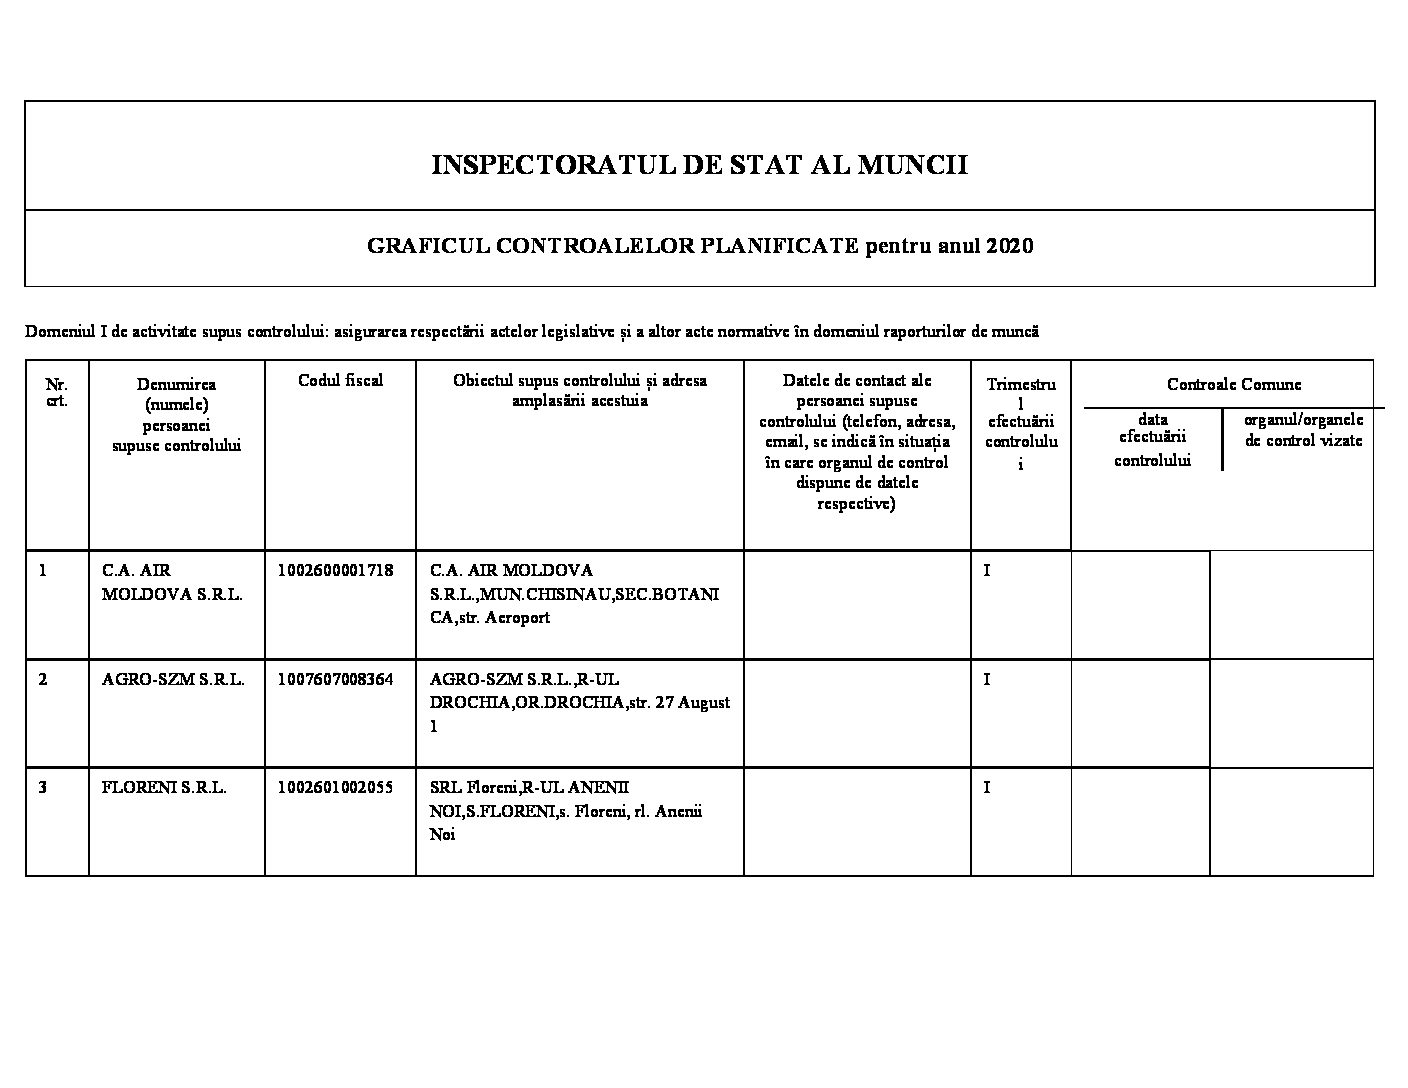 INSPECTORATUL DE STAT AL MUNCII
GRAFICUL CONTROALELOR PLANIFICATE pentru anul 2020
Domeniul I de activitate supus controlului: asigurarea respectării actelor legislative și a altor acte normative în domeniul raporturilor de muncă
Nr.
crt.
Denumirea
(numele)
persoanei
supuse controlului
Codul fiscal
Obiectul supus controlului și adresa
amplasării acestuia
Datele de contact ale
persoanei supuse
controlului (telefon, adresa,
email, se indică în situația
în care organul de control
dispune de datele
respective)
Trimestru
l
efectuării
controlulu
i
Controale Comune
data
efectuării
controlului
organul/organele
de control vizate
1
C.A. AIR
MOLDOVA S.R.L.
1002600001718
C.A. AIR MOLDOVA
S.R.L.,MUN.CHISINAU,SEC.BOTANI
CA,str. Aeroport
I
2
AGRO-SZM S.R.L.
1007607008364
AGRO-SZM S.R.L.,R-UL
DROCHIA,OR.DROCHIA,str. 27 August
1
I
3
FLORENI S.R.L.
1002601002055
SRL Floreni,R-UL ANENII
NOI,S.FLORENI,s. Floreni, rl. Anenii
Noi
I